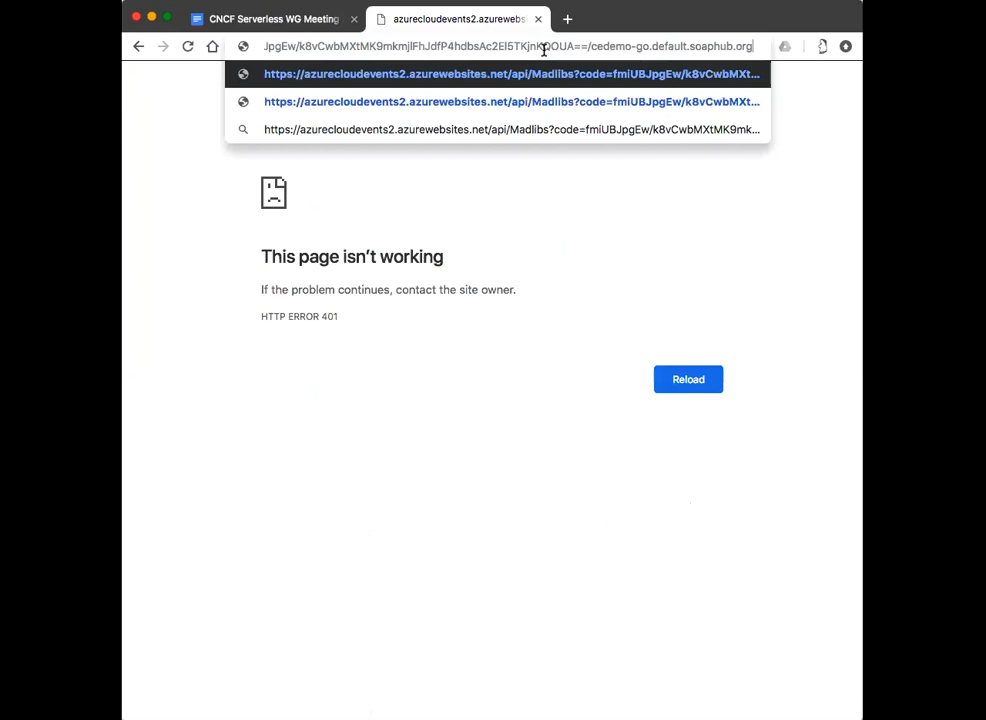 CNCF Serverless WG Meeting
azurecloudevents2.azurewebs
JpgEw/k8vCwbMXtMK9mkmjlFhJdfP4hdbsAc2El5TKjnKQOUA==/cedemo-go.default.soaphub.org
https://azurecloudevents2.azurewebsites.net/api/Madlibs?code=fmiUBJpgEw/k8vCwbMXt...
https://azurecloudevents2.azurewebsites.net/api/Madlibs?code=fmiUBJpgEw/k8vCwbMXt...
https://azurecloudevents2.azurewebsites.net/api/Madlibs?code=fmiUBJpgEw/k8vCwbMXtMK9mk...
This page isn’t working
If the problem continues, contact the site owner.
HTTP ERROR 401
Reload